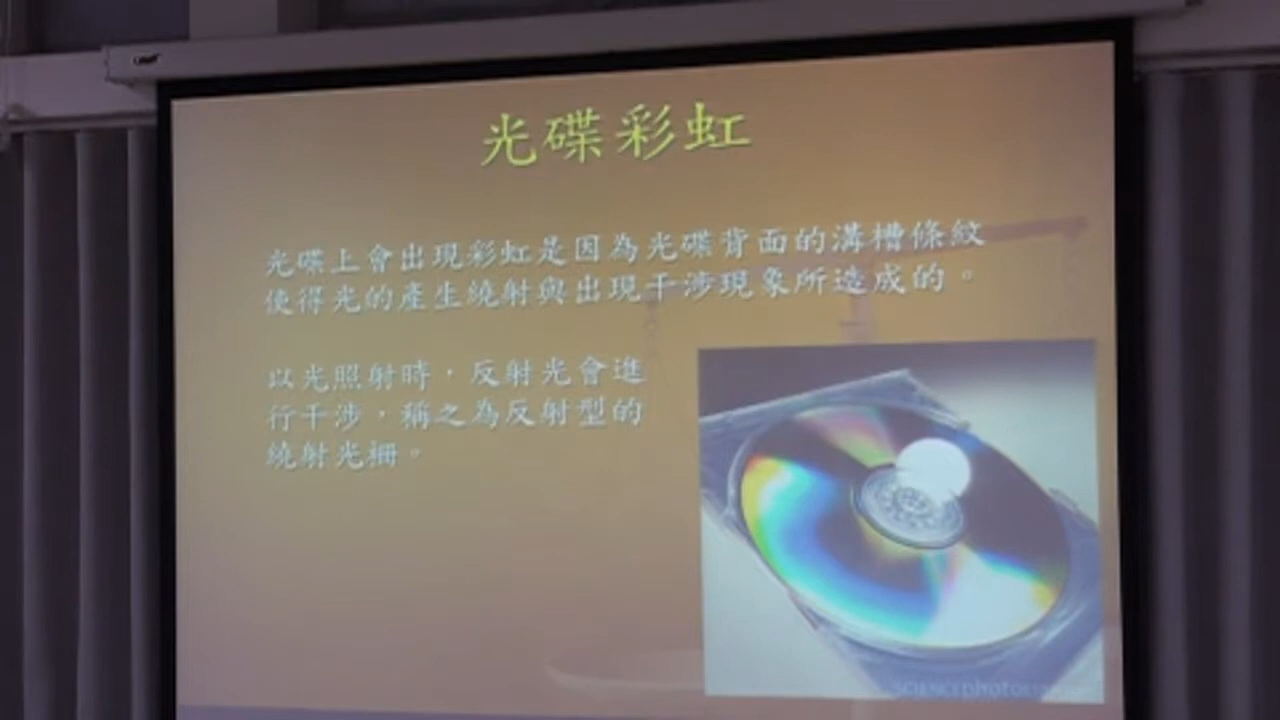 光碟彩虹
光碟上會出現彩虹是因為光碟背面的溝槽條紋
使得光的產生繞射與出現干涉現象所造成的。
以光照射時，反射光會進
行干涉，稱之為反射型的
繞射光柵。
SCIENCEphoto